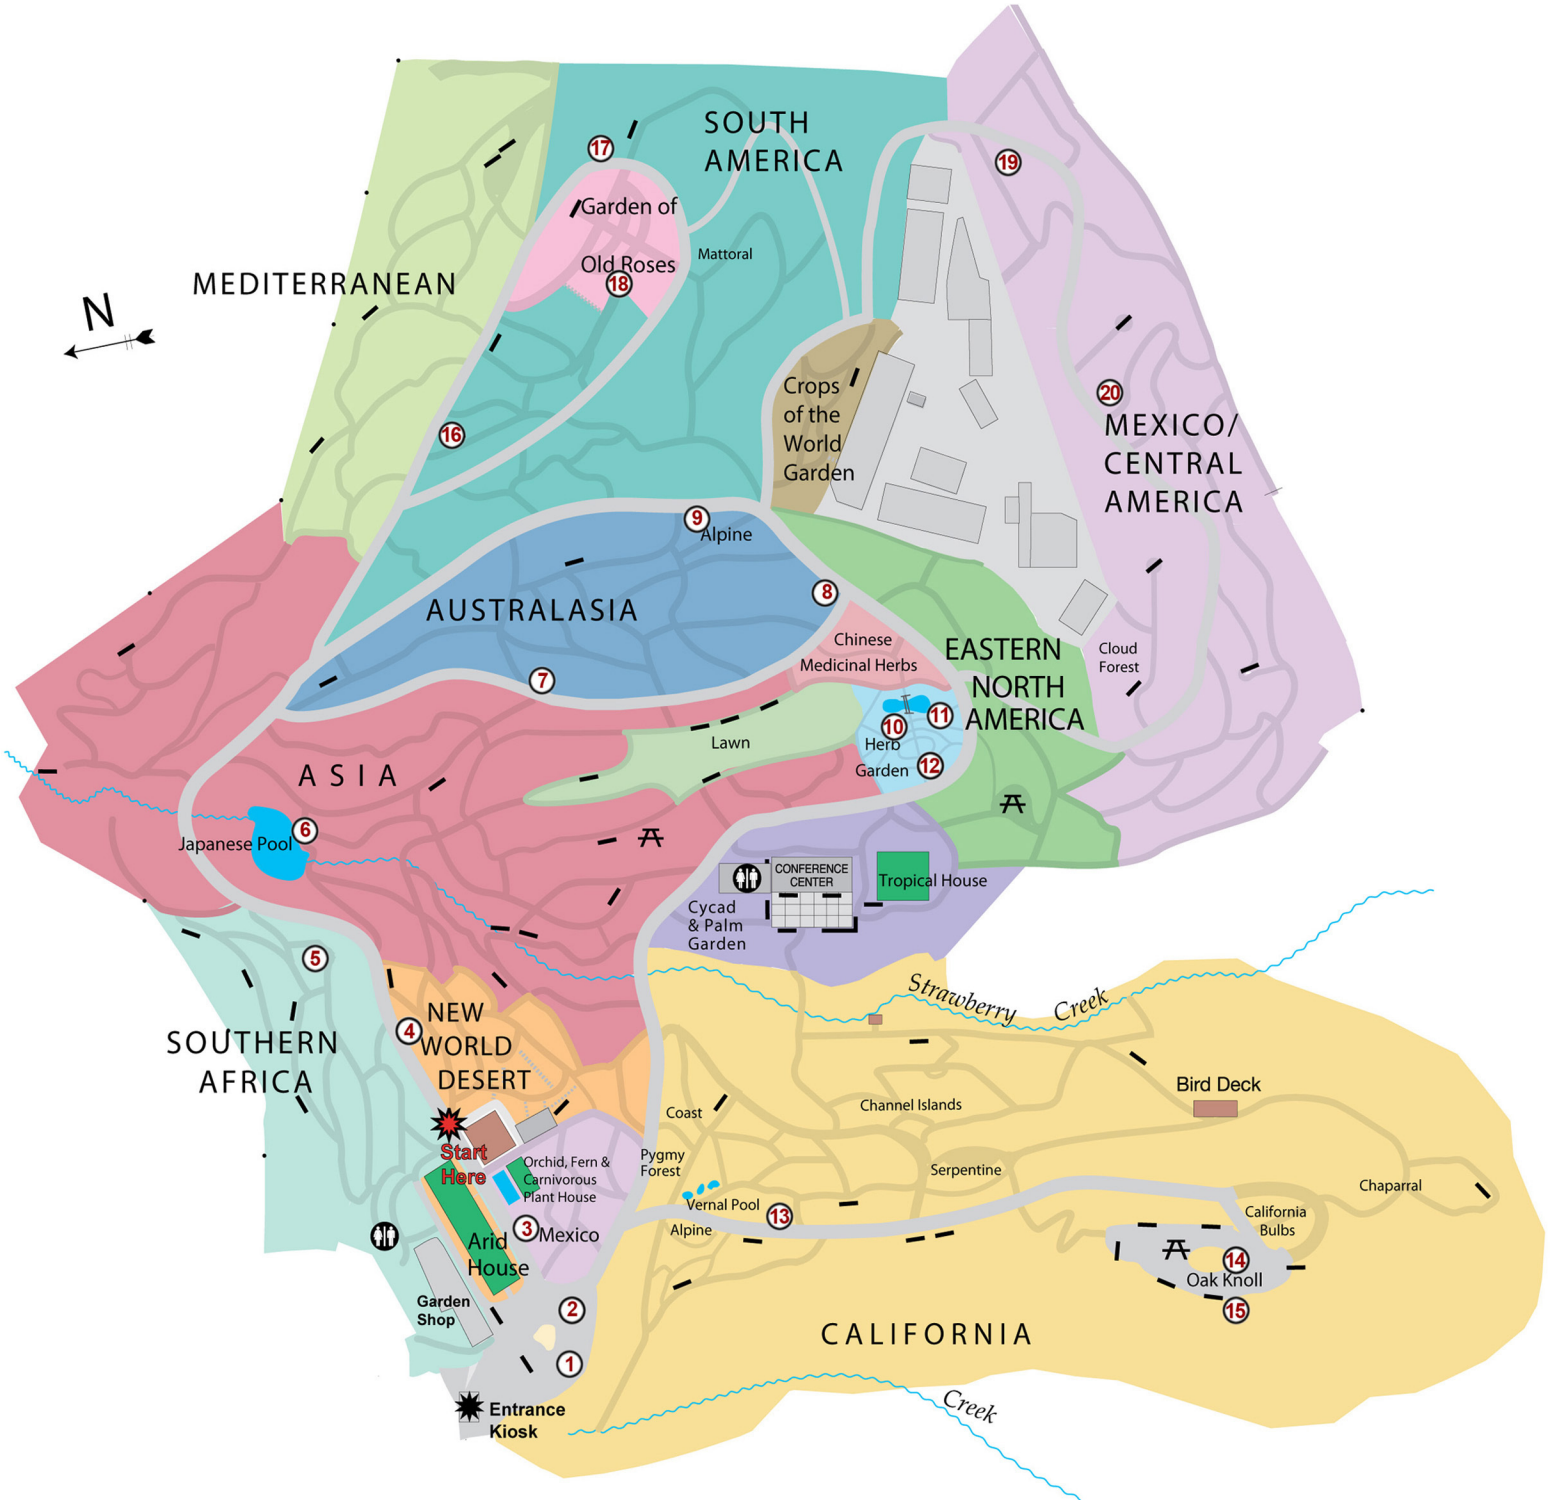 SOUTH
AMERICA
17
19
Garden of
Old Roses
18
Mattoral
MEDITERRANEAN
N
Crops
of the
World
Garden
20
MEXICO/
CENTRAL
AMERICA
16
9
Alpine
8
AUSTRALASIA
Chinese
Medicinal Herbs
EASTERN
NORTH
AMERICA
Cloud
Forest
7
10
11
Herb
Garden
12
Lawn
ASIA
6
Japanese Pool
CONFERENCE
CENTER
Tropical House
Cycad
& Palm
Garden
5
Strawberry
Creek
NEW
WORLD
DESERT
4
SOUTHERN
AFRICA
Bird Deck
Channel Islands
Coast
Start
Here
Orchid, Fern &
Carnivorous
Plant House
Pygmy
Forest
Serpentine
Chaparral
Vernal Pool
13
Alpine
California
Bulbs
3
Mexico
Arid
House
14
Oak Knoll
15
Garden
Shop
2
CALIFORNIA
1
Entrance
Kiosk
Creek